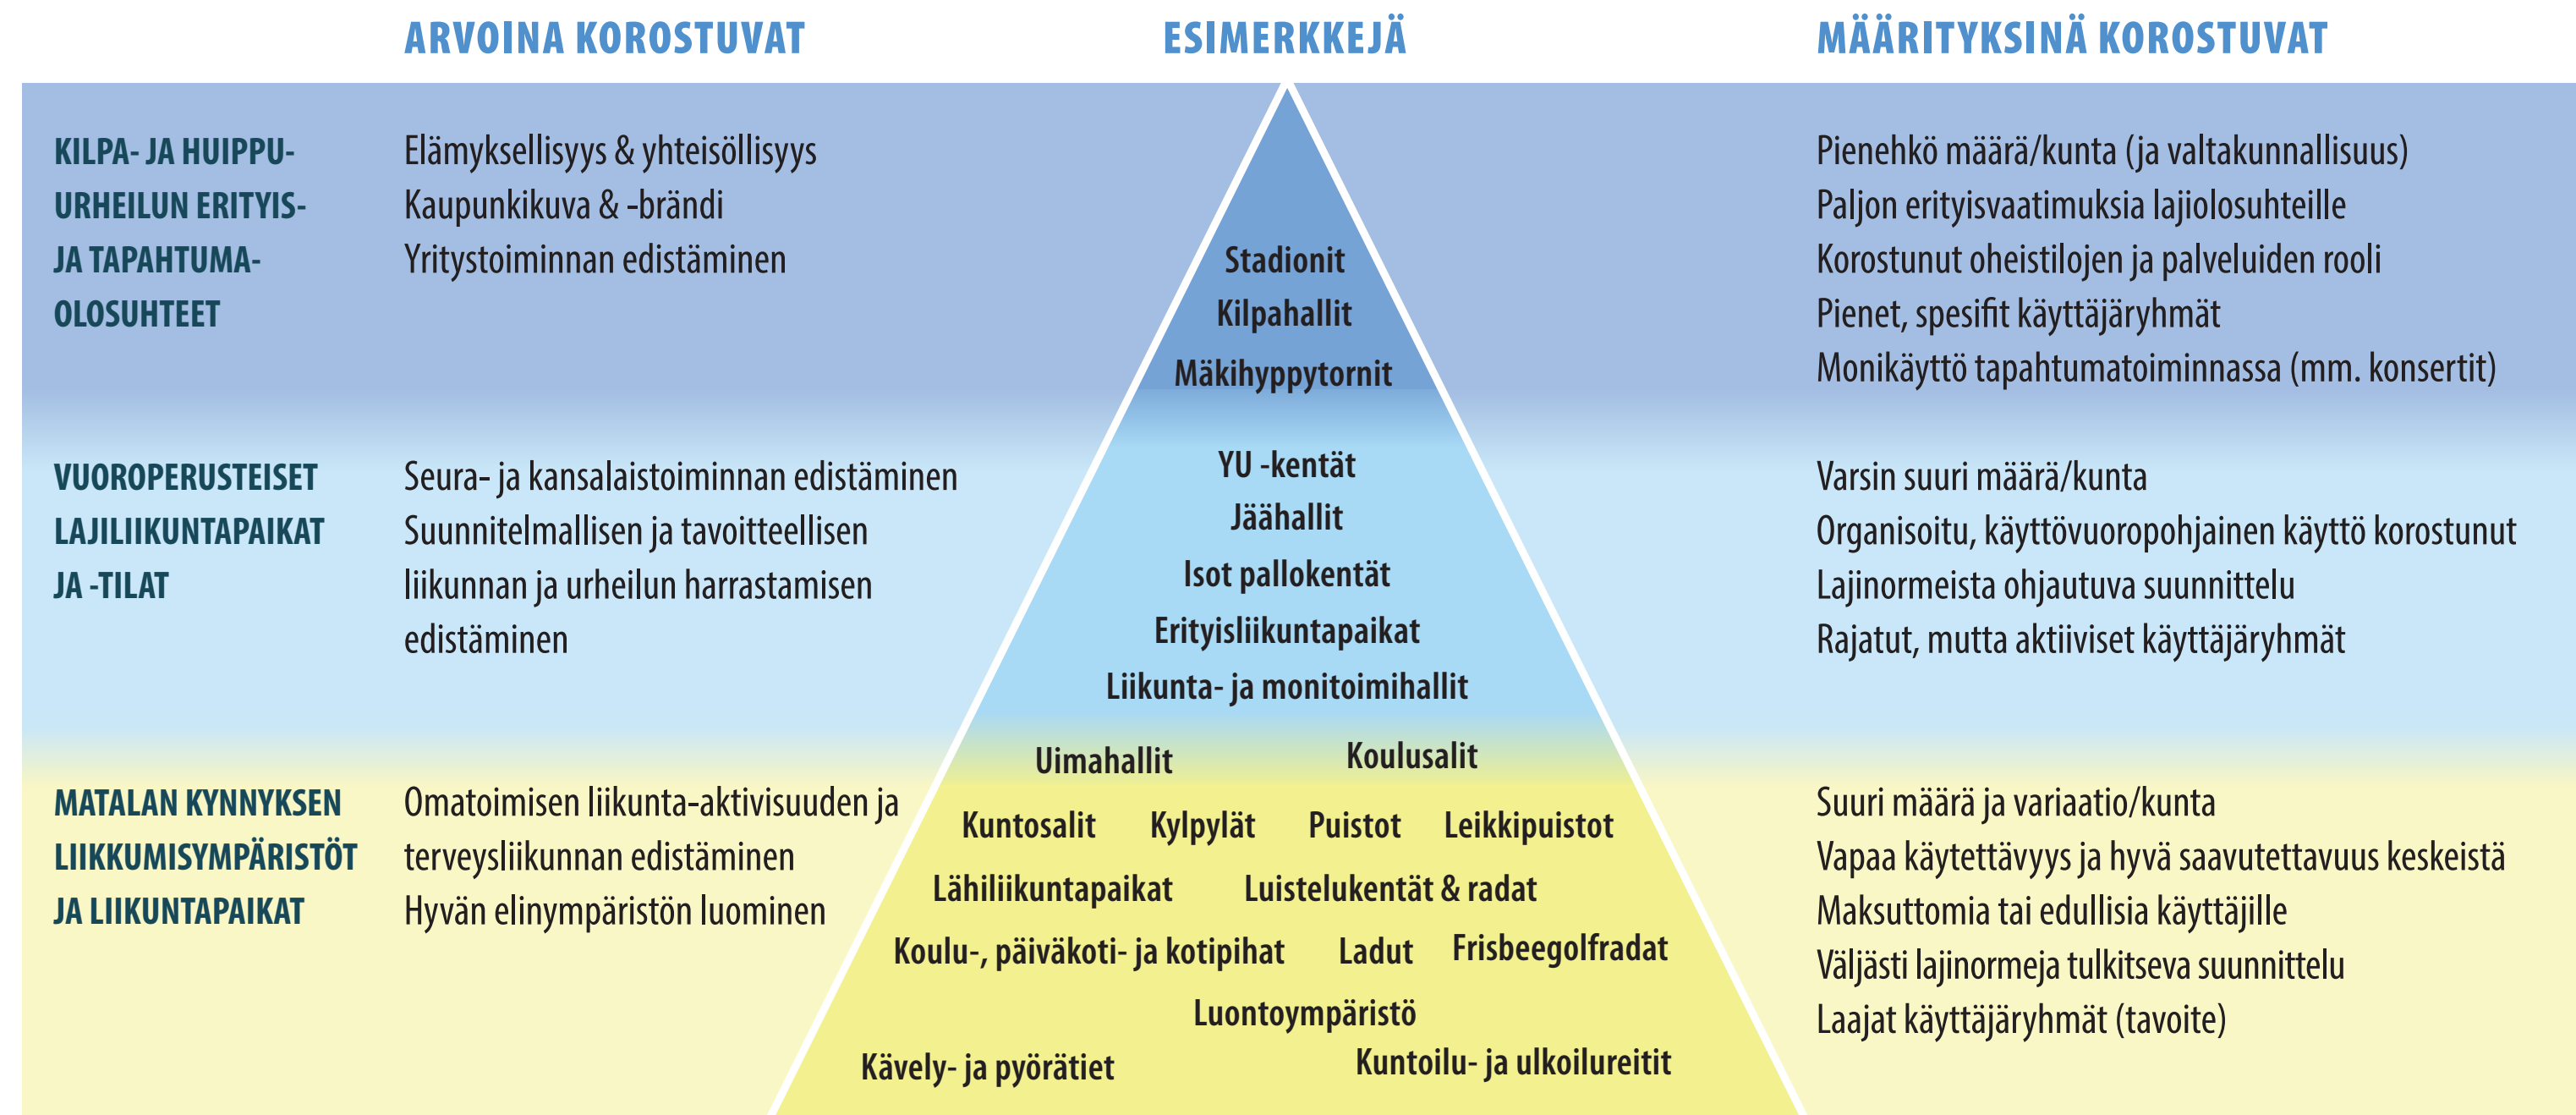 ARVOINA KOROSTUVAT
ESIMERKKEJÄ
MÄÄRITYKSINÄ KOROSTUVAT
KILPA- JA HUIPPU-
URHEILUN ERITYIS-
JA TAPAHTUMA-
OLOSUHTEET
Elämyksellisyys & yhteisöllisyys
Kaupunkikuva & -brändi
Yritystoiminnan edistäminen
Stadionit
Kilpahallit
Mäkihyppytornit
Pienehkö määrä/kunta (ja valtakunnallisuus)
Paljon erityisvaatimuksia lajiolosuhteille
Korostunut oheistilojen ja palveluiden rooli
Pienet, spesifit käyttäjäryhmät
Monikäyttö tapahtumatoiminnassa (mm. konsertit)
VUOROPERUSTEISET
LAJILIIKUNTAPAIKAT
JA -TILAT
Seura- ja kansalaistoiminnan edistäminen
Suunnitelmallisen ja tavoitteellisen
liikunnan ja urheilun harrastamisen
edistäminen
YU -kentät
Jäähallit
Isot pallokentät
Erityisliikuntapaikat
Liikunta- ja monitoimihallit
Varsin suuri määrä/kunta
Organisoitu, käyttövuoropohjainen käyttö korostunut
Lajinormeista ohjautuva suunnittelu
Rajatut, mutta aktiiviset käyttäjäryhmät
MATALAN KYNNYKSEN
LIIKKUMISYMPÄRISTÖT
JA LIIKUNTAPAIKAT
Omatoimisen liikunta-aktivisuuden ja
terveysliikunnan edistäminen
Hyvän elinympäristön luominen
Uimahallit
Koulusalit
Kuntosalit
Kylpylät
Puistot
Leikkipuistot
Lähiliikuntapaikat
Luistelukentät & radat
Koulu-, päiväkoti- ja kotipihat
Ladut
Frisbeegolfradat
Luontoympäristö
Kävely- ja pyörätiet
Kuntoilu- ja ulkoilureitit
Suuri määrä ja variaatio/kunta
Vapaa käytettävyys ja hyvä saavutettavuus keskeistä
Maksuttomia tai edullisia käyttäjille
Väljästi lajinormeja tulkitseva suunnittelu
Laajat käyttäjäryhmät (tavoite)